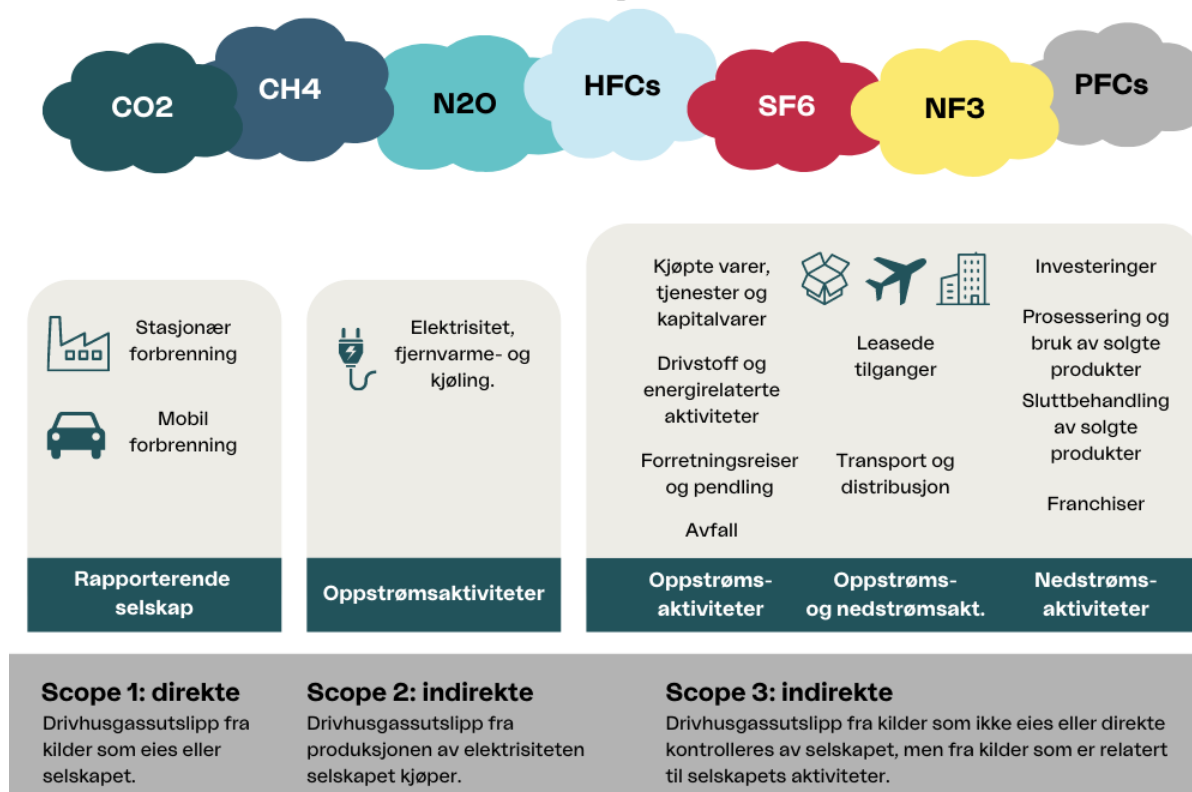 CO2
CH4
N2O
HFCs
SF6
NF3
PFCs
Stasjonær
forbrenning
Mobil
forbrenning
Rapporterende
selskap
Elektrisitet,
fjernvarme- og
kjøling.
Oppstrømsaktiviteter
Kjøpte varer,
tjenester og
kapitalvarer
Drivstoff og
energirelaterte
aktiviteter
Forretningsreiser
og pendling
Avfall
Oppstrøms-
aktiviteter
Leasede
tilganger
Transport og
distribusjon
Oppstrøms-
og nedstrømsakt.
Investeringer
Prosessering og
bruk av solgte
produkter
Sluttbehandling
av solgte
produkter
Franchiser
Nedstrøms-
aktiviteter
Scope 1: direkte
Drivhusgassutslipp fra
kilder som eies eller
selskapet.
Scope 2: indirekte
Drivhusgassutslipp fra
produksjonen av elektrisiteten
selskapet kjøper.
Scope 3: indirekte
Drivhusgassutslipp fra kilder som ikke eies eller direkte
kontrolleres av selskapet, men fra kilder som er relatert
til selskapets aktiviteter.